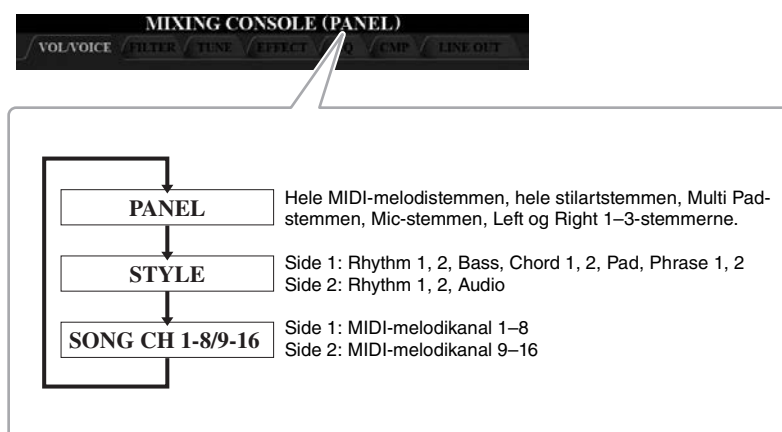 MIXING CONSOLE (PANEL)
VOL/VOICE FILTER TUNE EFFECT CMP LINE OUT
PANEL
Hele MIDI-melodistemmen, hele stilartstemmen, Multi Pad-
stemmen, Mic-stemmen, Left og Right 1–3-stemmerne.
STYLE
Side 1: Rhythm 1, 2, Bass, Chord 1, 2, Pad, Phrase 1, 2
Side 2: Rhythm 1, 2, Audio
SONG CH 1-8/9-16
Side 1: MIDI-melodikanal 1–8
Side 2: MIDI-melodikanal 9–16